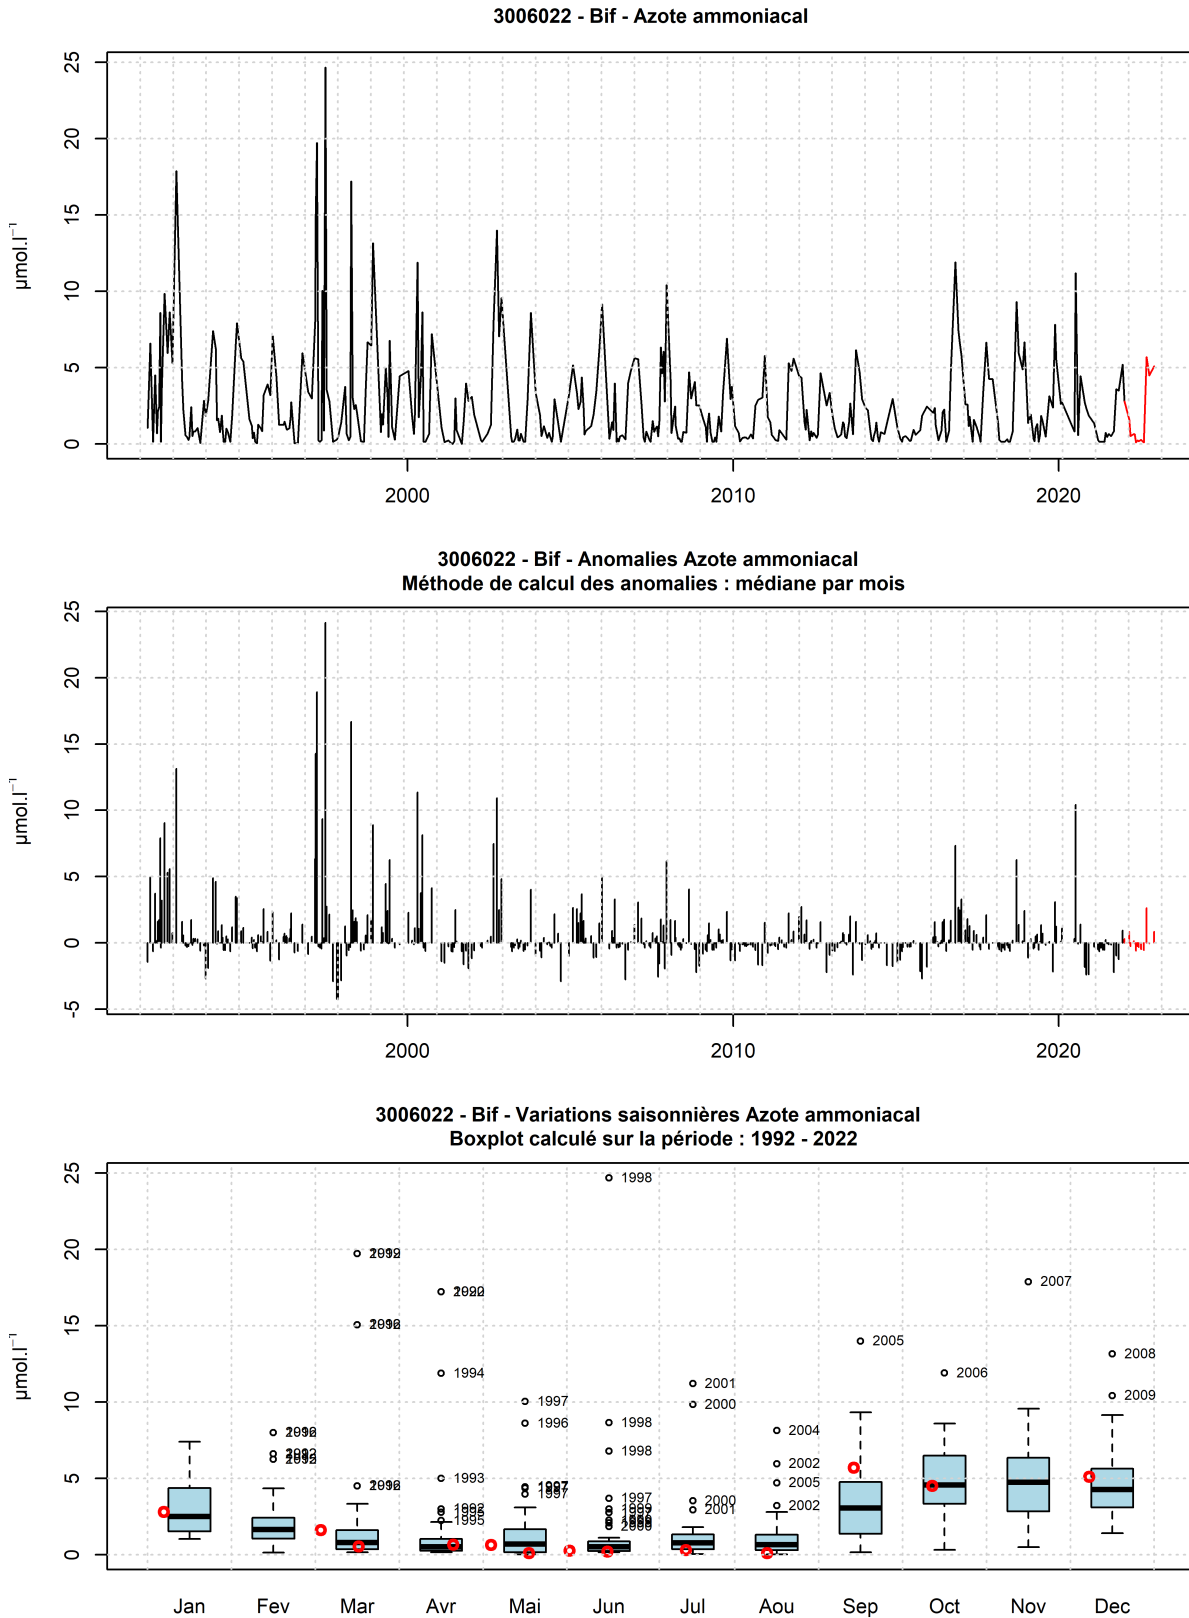 3006022 - Bif - Azote ammoniacal
25
20
15
10
5
0
µmol.l⁻¹
2000
2010
2020
3006022 - Bif - Anomalies Azote ammoniacal
Méthode de calcul des anomalies : médiane par mois
25
20
15
10
5
0
-5
µmol.l⁻¹
2000
2010
2020
3006022 - Bif - Variations saisonnières Azote ammoniacal
Boxplot calculé sur la période : 1992 - 2022
25
20
15
10
5
0
µmol.l⁻¹
1998
2007
2005
1994
2006
2008
2001
2009
1997
2000
1996
1998
2004
1998
2002
1993
2005
1997
1997
2000
2002
2001
Jan
Fev
Mar
Avr
Mai
Jun
Jul
Aou
Sep
Oct
Nov
Dec